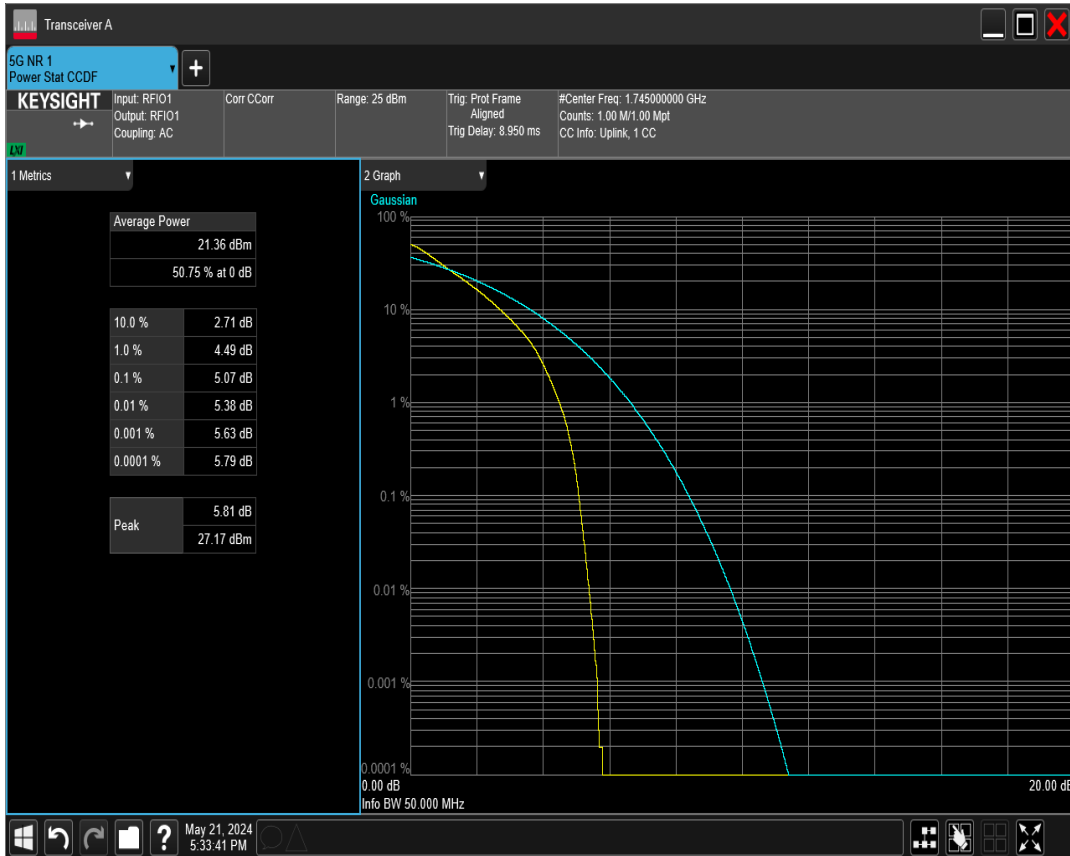 Transceiver A
5G NR 1
Power Stat CCDF
+
KEYSIGHT
LXI
Input: RFIO1
Output: RFIO1
Coupling: AC
Corr CCorr
Range: 25 dBm
Trig: Prot Frame
Aligned
Trig Delay: 8.950 ms
#Center Freq: 1.745000000 GHz
Counts: 1.00 M/1.00 Mpt
CC Info: Uplink, 1 CC
1 Metrics
Average Power
21.36 dBm
50.75 % at 0 dB
10.0 % 2.71 dB
1.0 % 4.49 dB
0.1 % 5.07 dB
0.01 % 5.38 dB
0.001 % 5.63 dB
0.0001 % 5.79 dB
Peak
5.81 dB
27.17 dBm
2 Graph
Gaussian
100 %
10 %
1 %
0.1 %
0.01 %
0.001 %
0.0001 %
0.00 dB 20.00 dB
Info BW 50.000 MHz
?
May 21, 2024
5:33:41 PM